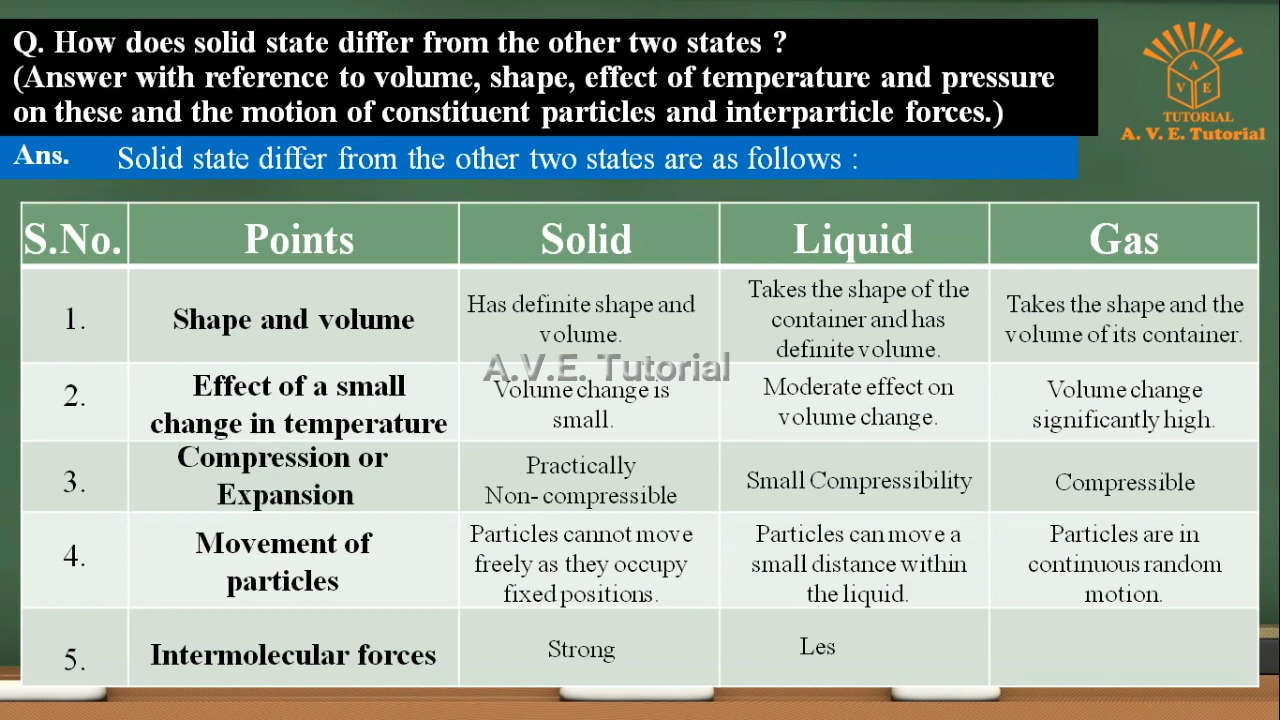 Q. How does solid state differ from the other two states ?
(Answer with reference to volume, shape, effect of temperature and pressure
on these and the motion of constituent particles and interparticle forces.)
A
V E
TUTORIAL
A. V. E. Tutorial
Ans. Solid state differ from the other two states are as follows :
S.No. Points Solid Liquid Gas
1.
Shape and volume
Has definite shape and
volume.
Takes the shape of the
container and has
definite volume.
Takes the shape and the
volume of its container.
A.V.E. Tutorial
2.
Effect of a small
change in temperature
Volume change is
small.
Moderate effect on
volume change.
Volume change
significantly high.
3.
Compression or
Expansion
Practically
Non- compressible
Small Compressibility
Compressible
4.
Movement of
particles
Particles cannot move
freely as they occupy
fixed positions.
Particles can move a
small distance within
the liquid.
Particles are in
continuous random
motion.
5.
Intermolecular forces
Strong
Les